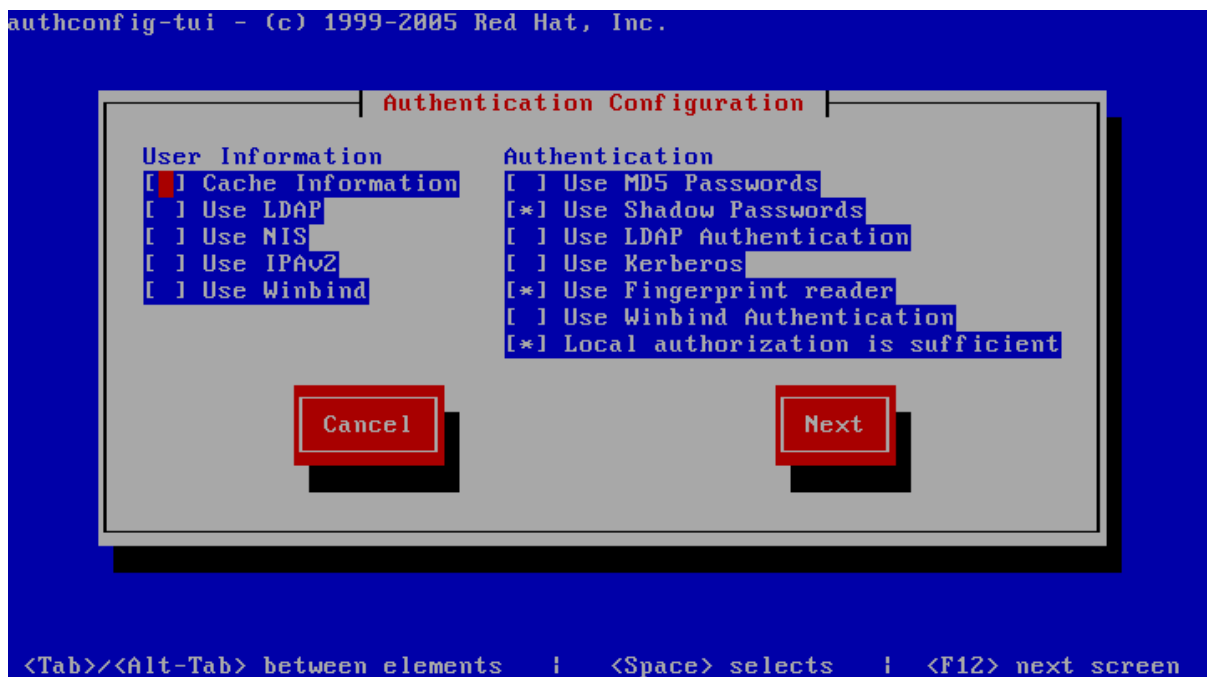 authconfig-tui - (c) 1999-2005 Red Hat, Inc.
Authentication Configuration
User Information
[ ] Cache Information
[ ] Use LDAP
[ ] Use NIS
[ ] Use IPAv2
[ ] Use Winbind
Authentication
[ ] Use MD5 Passwords
[*] Use Shadow Passwords
[ ] Use LDAP Authentication
[ ] Use Kerberos
[*] Use Fingerprint reader
[ ] Use Winbind Authentication
[*] Local authorization is sufficient
Cancel
Next
<Tab>/<Alt-Tab> between elements | <Space> selects | <F12> next screen